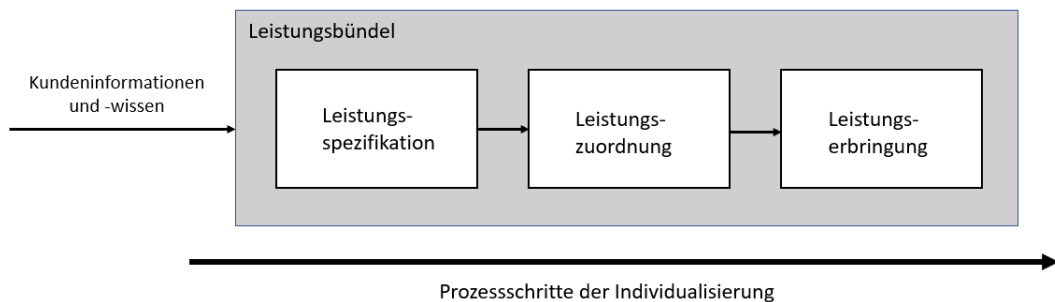 Leistungsbündel
Kundeninformationen
und -wissen
Leistungs-
spezifikation
Leistungs-
zuordnung
Leistungs-
erbringung
Prozessschritte der Individualisierung